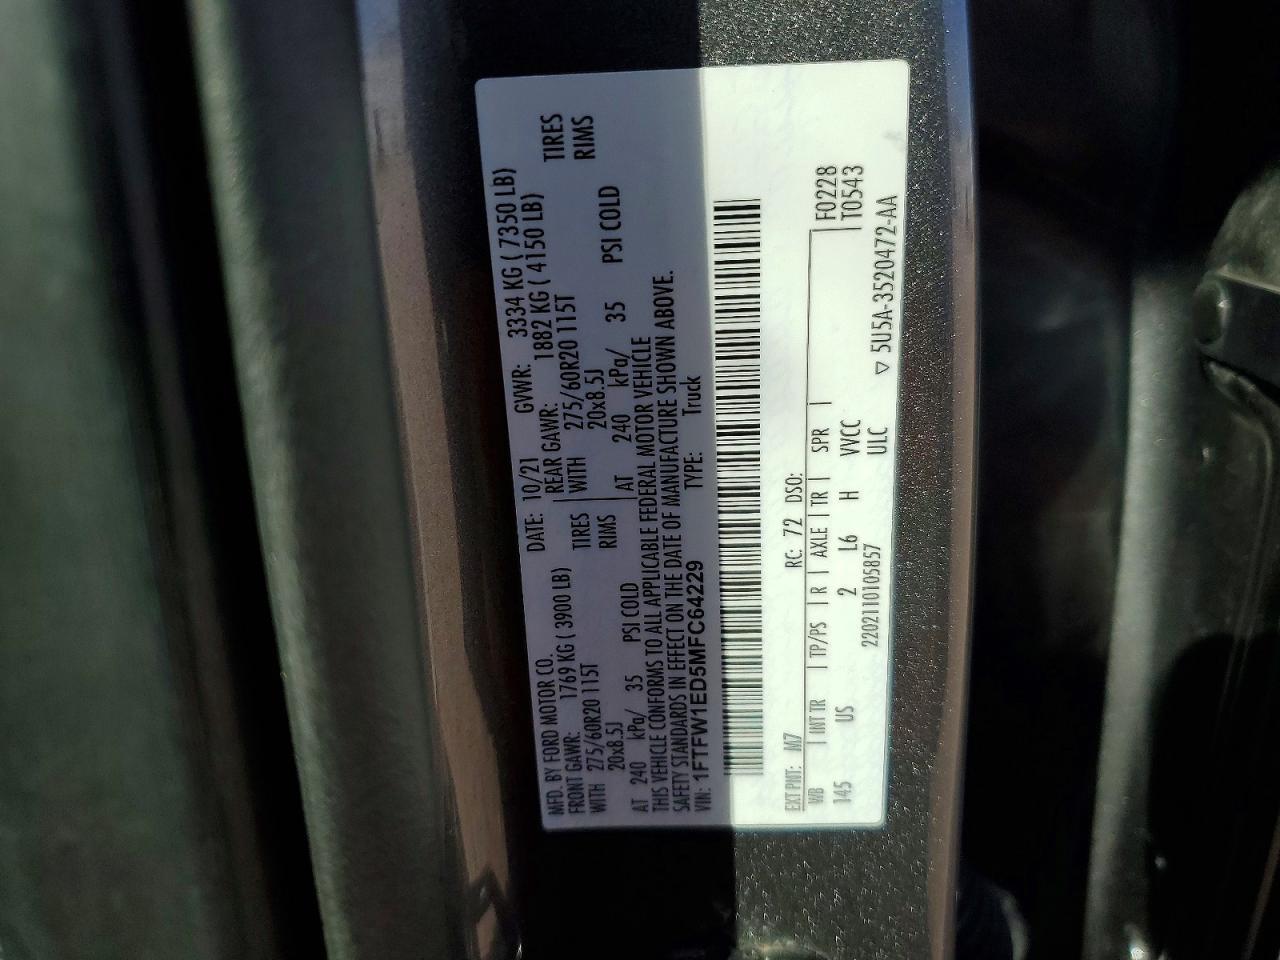 MFD. BY FORD MOTOR CO.
DATE: 10/21 GVWR: 3334 KG ( 7350 LB)
FRONT GAWR: 1769 KG ( 3900 LB) REAR GAWR: 1882 KG ( 4150 LB)
WITH 275/60R20 115T TIRES WITH 275/60R20 115T TIRES
20x8.5J RIMS 20x8.5J RIMS
AT 240 kPa/ 35 PSI COLD AT 240 kPa/ 35 PSI COLD
THIS VEHICLE CONFORMS TO ALL APPLICABLE FEDERAL MOTOR VEHICLE
SAFETY STANDARDS IN EFFECT ON THE DATE OF MANUFACTURE SHOWN ABOVE.
VIN: 1FTFW1ED5MFC64229 TYPE: Truck
EXT PNT: M7 RC: 72 DSO: F0228
WB INT TR TP/PS R AXLE TR SPR T0543
145 US 2 L6 H VVCC
2202110105857 ULC ▽ 5U5A-3520472-AA